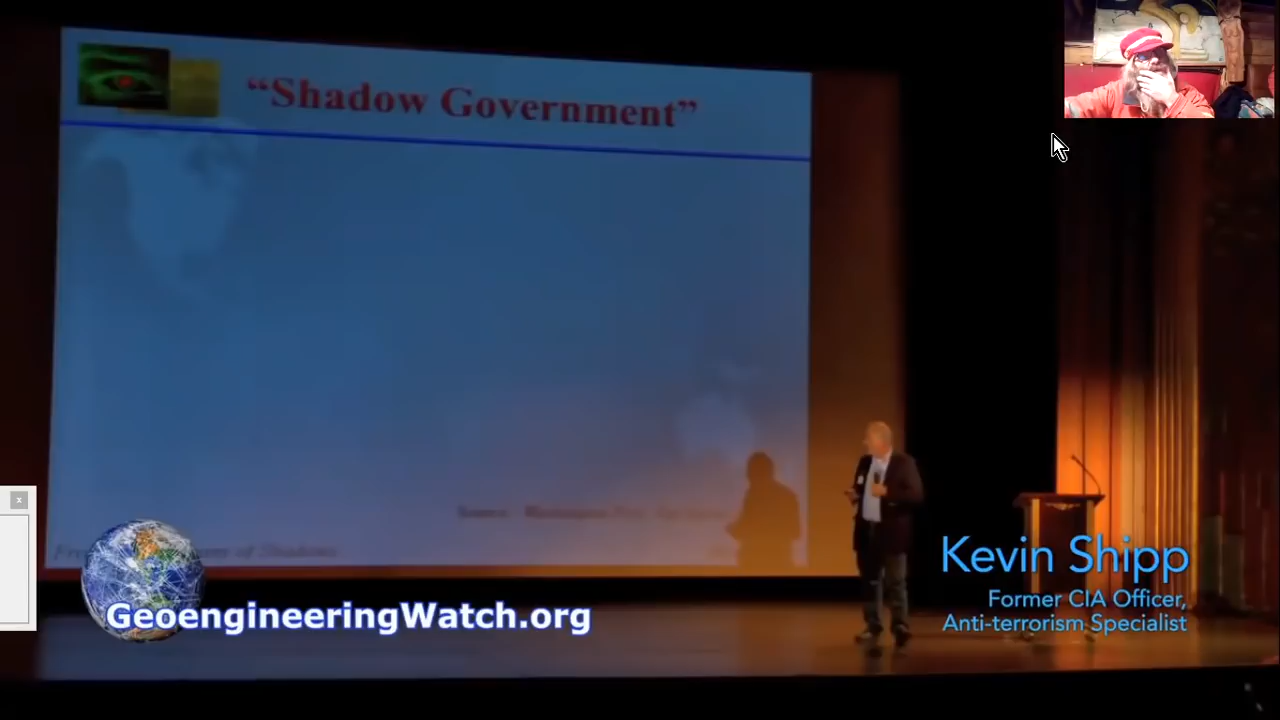 “Shadow Government”
GeoengineeringWatch.org
Kevin Shipp
Former CIA Officer,
Anti-terrorism Specialist
x